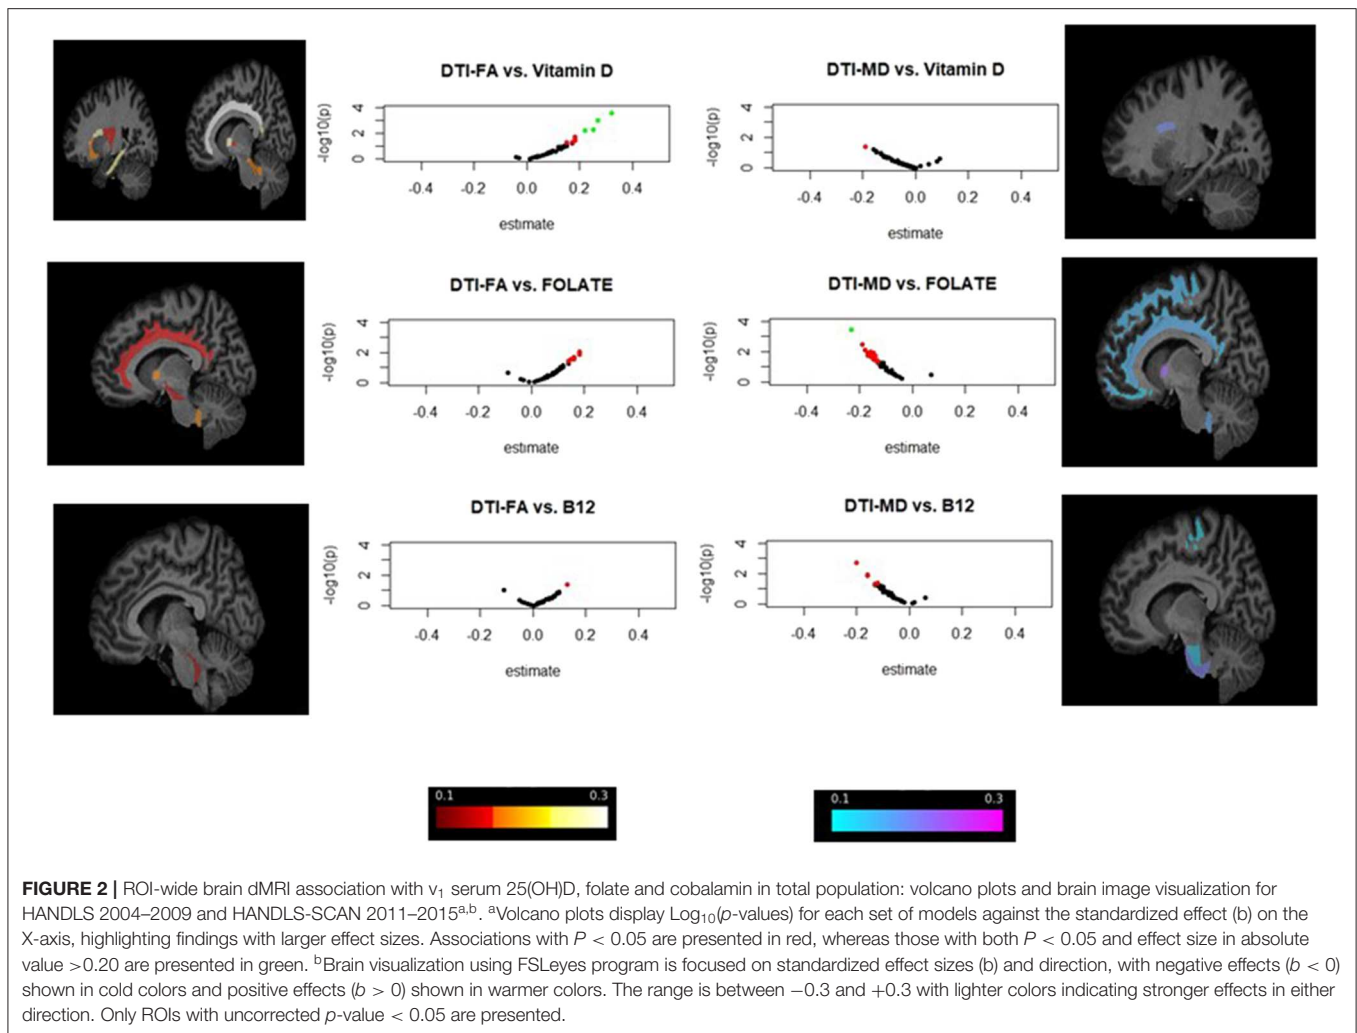 DTI-FA vs. Vitamin D
-log10(p)
4
2
0
-0.4 -0.2 0.0 0.2 0.4
estimate
DTI-MD vs. Vitamin D
-log10(p)
4
2
0
-0.4 -0.2 0.0 0.2 0.4
estimate
DTI-FA vs. FOLATE
-log10(p)
4
2
0
-0.4 -0.2 0.0 0.2 0.4
estimate
DTI-MD vs. FOLATE
-log10(p)
4
2
0
-0.4 -0.2 0.0 0.2 0.4
estimate
DTI-FA vs. B12
-log10(p)
4
2
0
-0.4 -0.2 0.0 0.2 0.4
estimate
DTI-MD vs. B12
-log10(p)
4
2
0
-0.4 -0.2 0.0 0.2 0.4
estimate
0.1 0.3
0.1 0.3
FIGURE 2 | ROI-wide brain dMRI association with v₁ serum 25(OH)D, folate and cobalamin in total population: volcano plots and brain image visualization for
HANDLS 2004–2009 and HANDLS-SCAN 2011–2015ᵃ,ᵇ. ᵃVolcano plots display Log₁₀(p-values) for each set of models against the standardized effect (b) on the
X-axis, highlighting findings with larger effect sizes. Associations with P < 0.05 are presented in red, whereas those with both P < 0.05 and effect size in absolute
value >0.20 are presented in green. ᵇBrain visualization using FSLeyes program is focused on standardized effect sizes (b) and direction, with negative effects (b < 0)
shown in cold colors and positive effects (b > 0) shown in warmer colors. The range is between −0.3 and +0.3 with lighter colors indicating stronger effects in either
direction. Only ROIs with uncorrected p-value < 0.05 are presented.